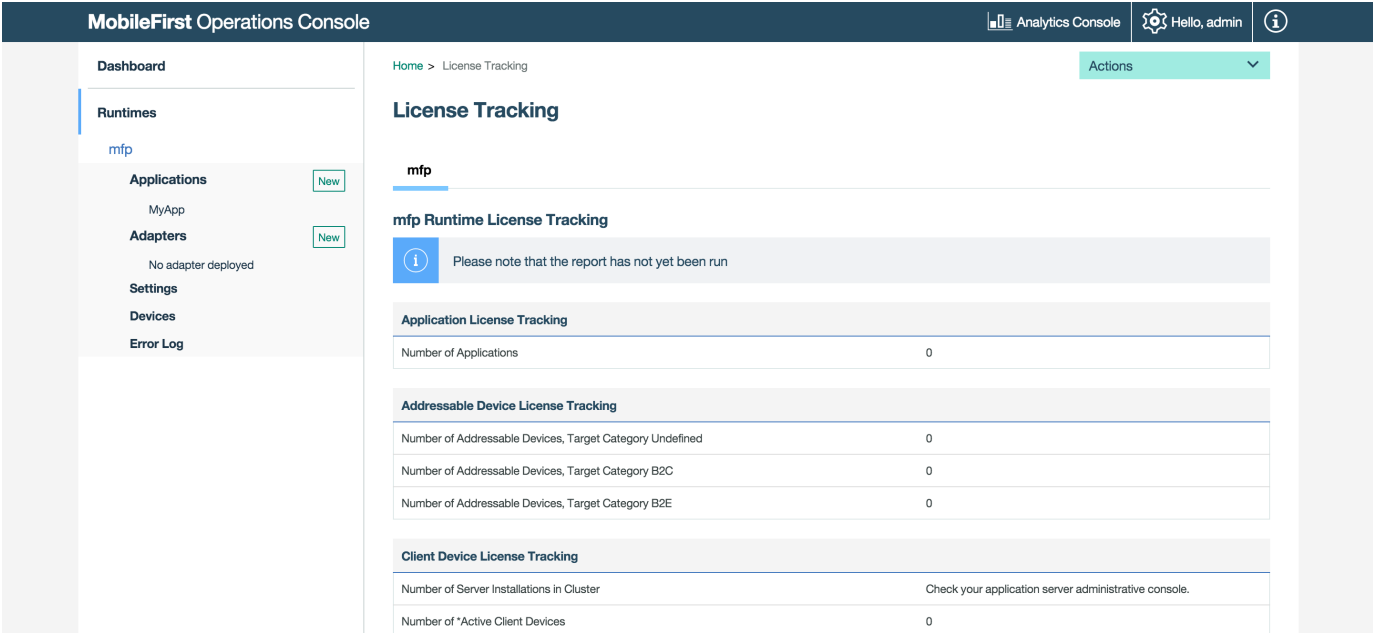 MobileFirst Operations Console
Analytics Console
Hello, admin
Dashboard
Runtimes
mfp
Applications New
MyApp
Adapters New
No adapter deployed
Settings
Devices
Error Log
Home > License Tracking
Actions
License Tracking
mfp
mfp Runtime License Tracking
Please note that the report has not yet been run
Application License Tracking
Number of Applications 0
Addressable Device License Tracking
Number of Addressable Devices, Target Category Undefined 0
Number of Addressable Devices, Target Category B2C 0
Number of Addressable Devices, Target Category B2E 0
Client Device License Tracking
Number of Server Installations in Cluster Check your application server administrative console.
Number of *Active Client Devices 0